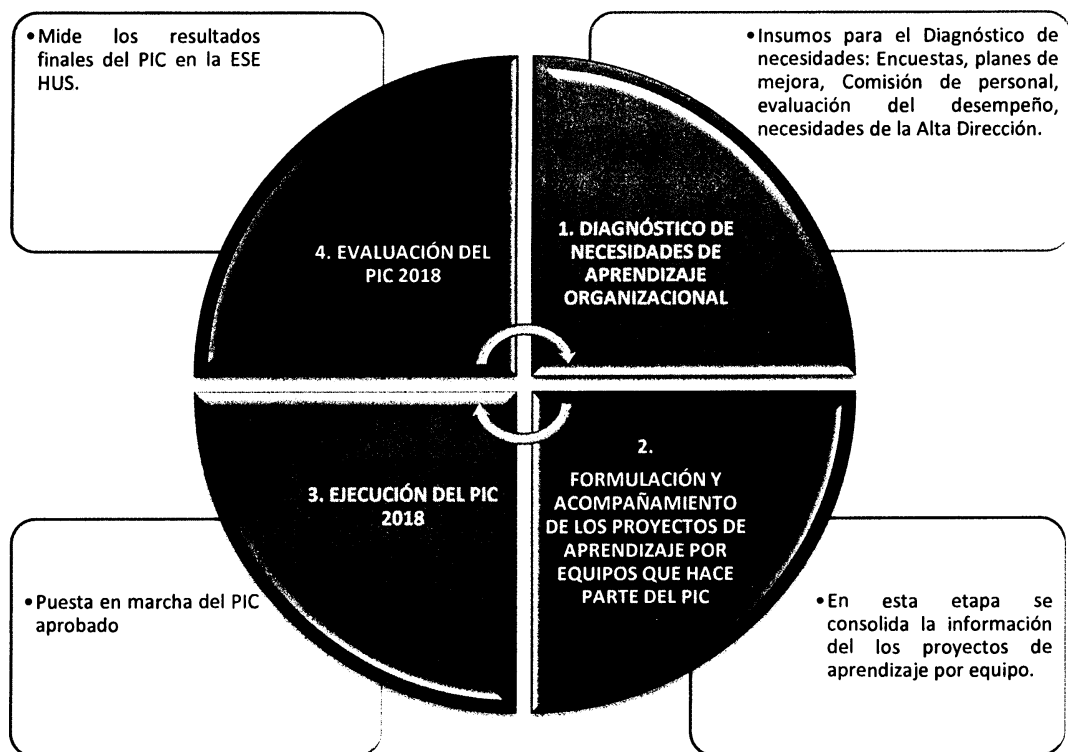 •Mide los resultados
finales del PIC en la ESE
HUS.
•Insumos para el Diagnóstico de
necesidades: Encuestas, planes de
mejora, Comisión de personal,
evaluación del desempeño,
necesidades de la Alta Dirección.
4. EVALUACIÓN DEL
PIC 2018
1. DIAGNÓSTICO DE
NECESIDADES DE
APRENDIZAJE
ORGANIZACIONAL
3. EJECUCIÓN DEL PIC
2018
2.
FORMULACIÓN Y
ACOMPAÑAMIENTO
DE LOS PROYECTOS DE
APRENDIZAJE POR
EQUIPOS QUE HACE
PARTE DEL PIC
•Puesta en marcha del PIC
aprobado
•En esta etapa se
consolida la información
del los proyectos de
aprendizaje por equipo.